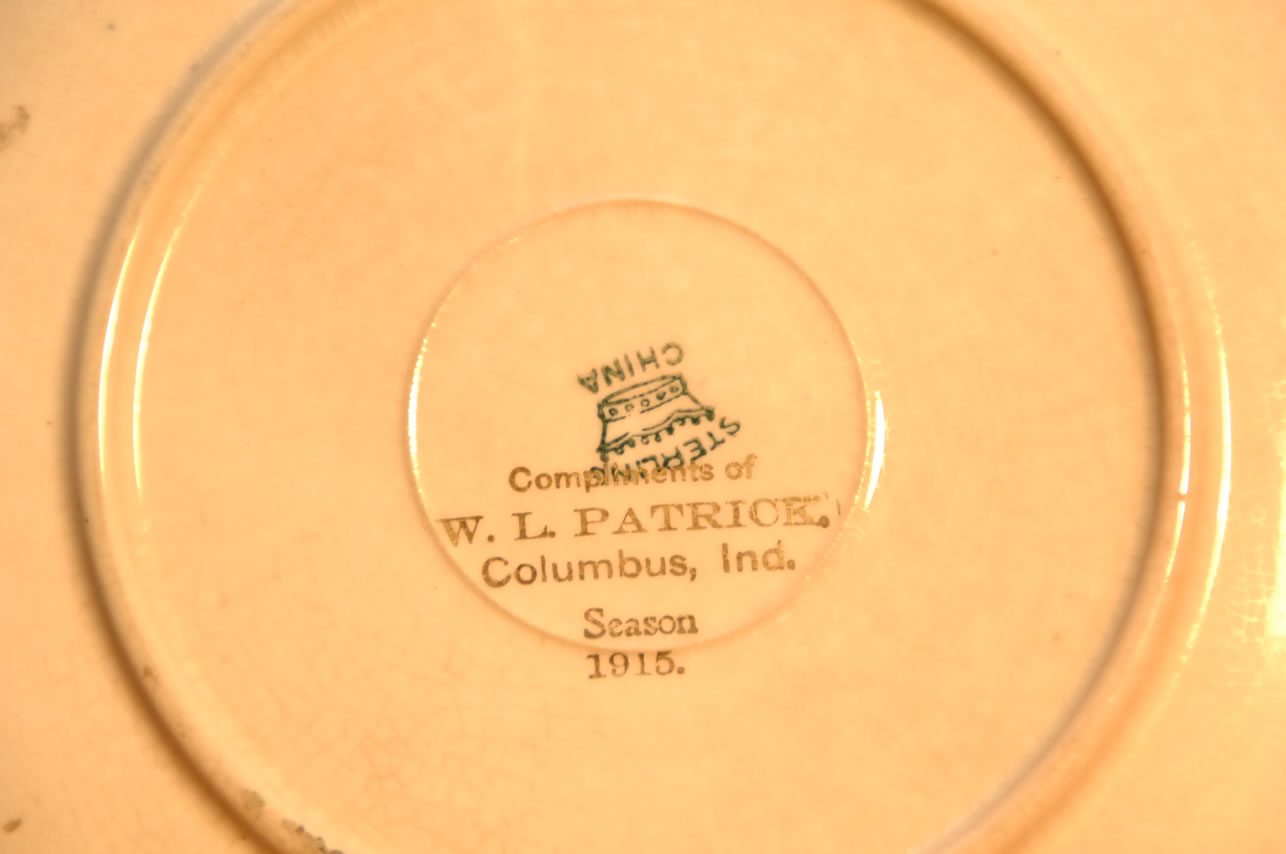 CHINA
STERLING
Compliments of
W. L. PATRICK,
Columbus, Ind.
Season
1915.